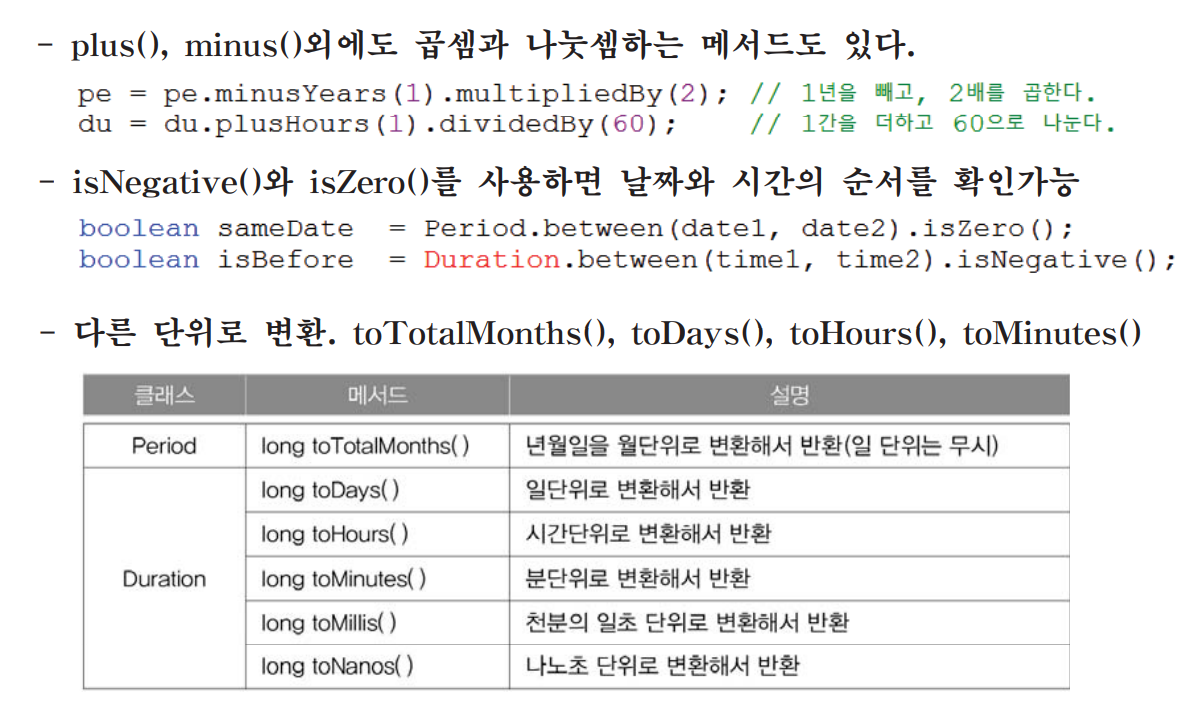 - plus(), minus()외에도 곱셈과 나눗셈하는 메서드도 있다.
pe = pe.minusYears(1).multipliedBy(2); // 1년을 빼고, 2배를 곱한다.
du = du.plusHours(1).dividedBy(60); // 1간을 더하고 60으로 나눈다.
- isNegative()와 isZero()를 사용하면 날짜와 시간의 순서를 확인가능
boolean sameDate = Period.between(date1, date2).isZero();
boolean isBefore = Duration.between(time1, time2).isNegative();
- 다른 단위로 변환. toTotalMonths(), toDays(), toHours(), toMinutes()
클래스 메서드 설명
Period long toTotalMonths( ) 년월일을 월단위로 변환해서 반환(일 단위는 무시)
long toDays( ) 일단위로 변환해서 반환
long toHours( ) 시간단위로 변환해서 반환
Duration long toMinutes( ) 분단위로 변환해서 반환
long toMillis( ) 천분의 일초 단위로 변환해서 반환
long toNanos( ) 나노초 단위로 변환해서 반환